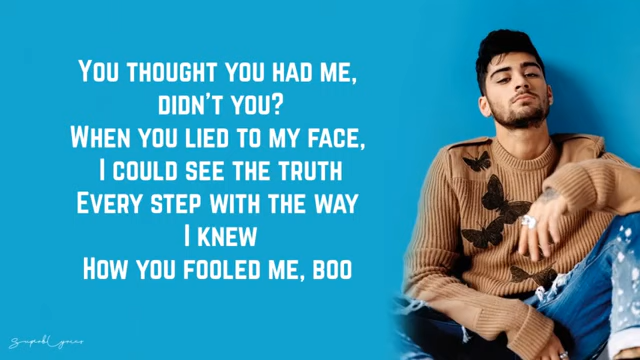 YOU THOUGHT YOU HAD ME,
DIDN'T YOU?
WHEN YOU LIED TO MY FACE,
I COULD SEE THE TRUTH
EVERY STEP WITH THE WAY
I KNEW
HOW YOU FOOLED ME, BOO